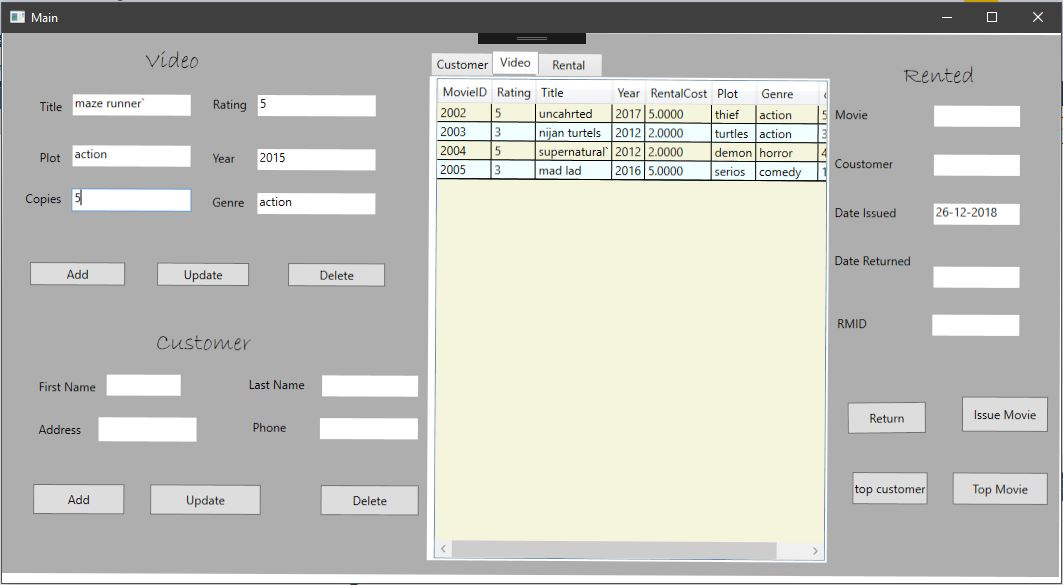 Main
Video
Title maze runner` Rating 5
Plot action Year 2015
Copies 5 Genre action
Add Update Delete
Customer
First Name Last Name
Address Phone
Add Update Delete
Customer Video Rental
MovieID Rating Title Year RentalCost Plot Genre
2002 5 uncahrted 2017 5.0000 thief action 5
2003 3 nijan turtels 2012 2.0000 turtles action 3
2004 5 supernatural` 2012 2.0000 demon horror 4
2005 3 mad lad 2016 5.0000 serios comedy 1
Rented
Movie
Coustomer
Date Issued 26-12-2018
Date Returned
RMID
Return Issue Movie
top customer Top Movie